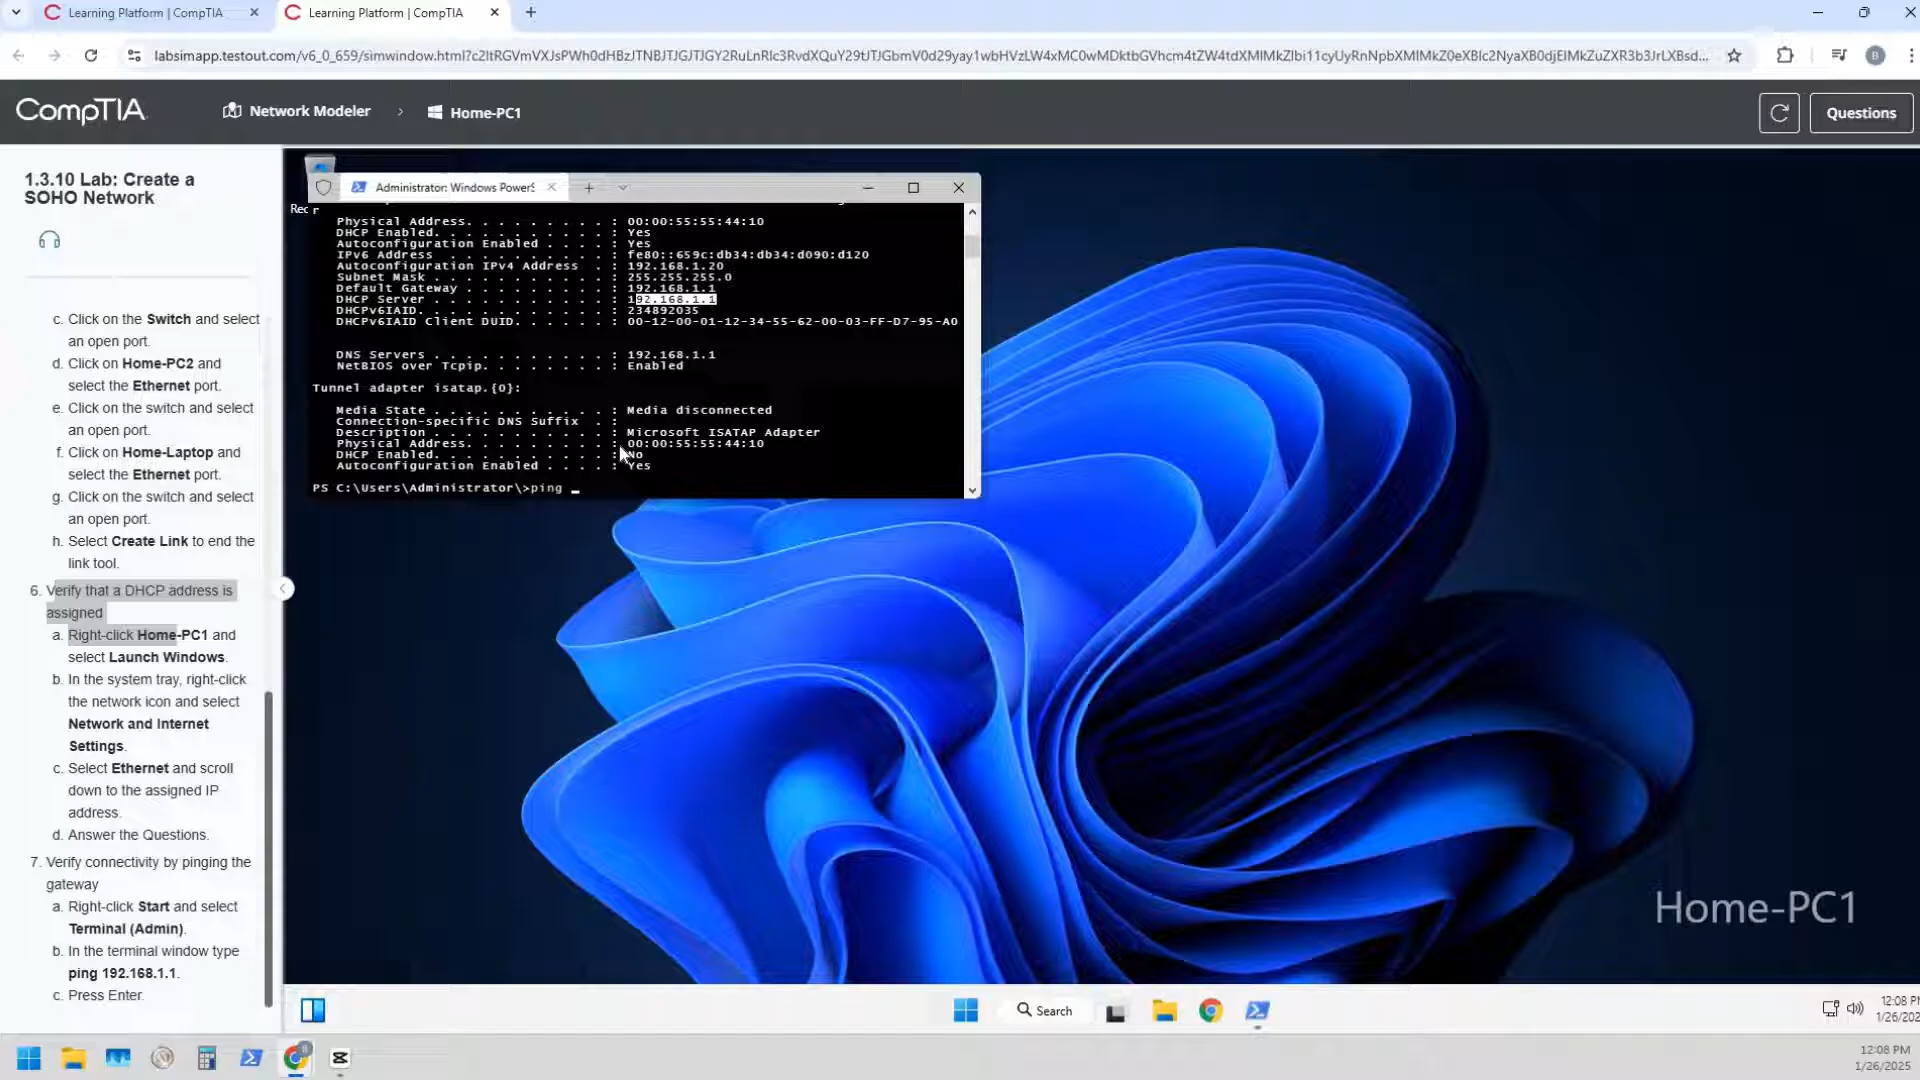 Learning Platform | CompTIA
Learning Platform | CompTIA
labsimapp.testout.com/v6_0_659/simwindow.html?
B
CompTIA
Network Modeler
Home-PC1
Questions
1.3.10 Lab: Create a
SOHO Network
c. Click on the Switch and select
an open port.
d. Click on Home-PC2 and
select the Ethernet port.
e. Click on the switch and select
an open port.
f. Click on Home-Laptop and
select the Ethernet port.
g. Click on the switch and select
an open port.
h. Select Create Link to end the
link tool.
6. Verify that a DHCP address is
assigned
a. Right-click Home-PC1 and
select Launch Windows.
b. In the system tray, right-click
the network icon and select
Network and Internet
Settings.
c. Select Ethernet and scroll
down to the assigned IP
address.
d. Answer the Questions.
7. Verify connectivity by pinging the
gateway
a. Right-click Start and select
Terminal (Admin).
b. In the terminal window type
ping 192.168.1.1.
c. Press Enter.
Rec
Administrator: Windows PowerS
Physical Address. . . . . . . . . . : 00:00:55:55:44:10
DHCP Enabled. . . . . . . . . . . . : Yes
Autoconfiguration Enabled . . . . . : Yes
IPv6 Address . . . . . . . . . . . : fe80::659c:db34:db34:d090:d120
Autoconfiguration IPv4 Address . . : 192.168.1.20
Subnet Mask . . . . . . . . . . . : 255.255.255.0
Default Gateway . . . . . . . . . : 192.168.1.1
DHCP Server . . . . . . . . . . . : 192.168.1.1
DHCPv6IAID. . . . . . . . . . . . : 234892035
DHCPv6IAID Client DUID. . . . . . : 00-12-00-01-12-34-55-62-00-03-FF-D7-95-A0
DNS Servers . . . . . . . . . . . : 192.168.1.1
NetBIOS over Tcpip. . . . . . . . : Enabled
Tunnel adapter isatap.{0}:
Media State . . . . . . . . . . . : Media disconnected
Connection-specific DNS Suffix . :
Description . . . . . . . . . . . : Microsoft ISATAP Adapter
Physical Address. . . . . . . . . : 00:00:55:55:44:10
DHCP Enabled. . . . . . . . . . . : No
Autoconfiguration Enabled . . . . : Yes
PS C:\Users\Administrator\>ping _
Home-PC1
Search
12:08 PM
1/26/202
12:08 PM
1/26/2025